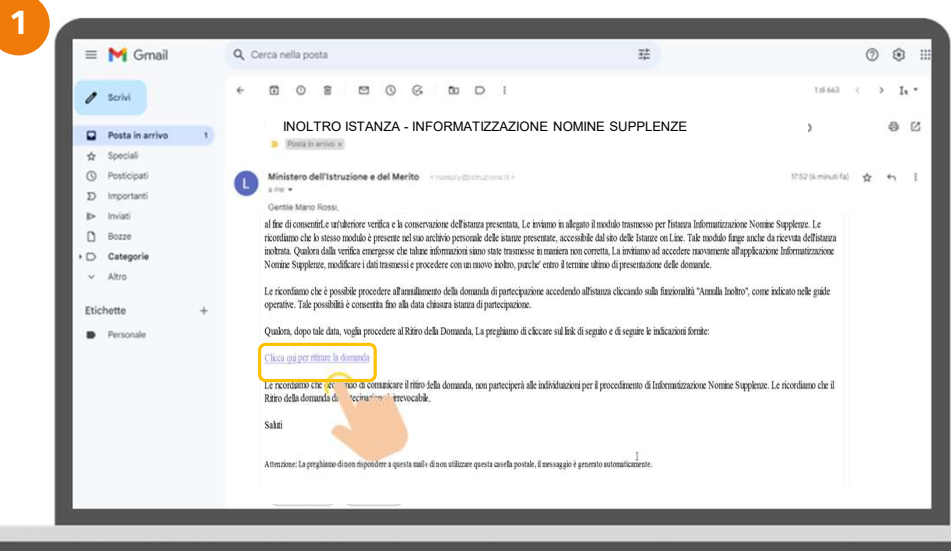 1
Gmail
Cerca nella posta
Scrivi
1 di 663
Posta in arrivo 1
Speciali
Posticipati
Importanti
Inviati
Bozze
Categorie
Altro
Etichette +
Personale
INOLTRO ISTANZA - INFORMATIZZAZIONE NOMINE SUPPLENZE
Posta in arrivo x
L
Ministero dell'Istruzione e del Merito <noreply@istruzione.it> 17:52 (6 minuti fa)
a me
Gentile Mario Rossi,
al fine di consentirLe un'ulteriore verifica e la conservazione dell'istanza presentata, Le inviamo in allegato il modulo trasmesso per l'istanza Informatizzazione Nomine Supplenze. Le
ricordiamo che lo stesso modulo è presente nel suo archivio personale delle istanze presentate, accessibile dal sito delle Istanze on Line. Tale modulo funge anche da ricevuta dell'istanza
inoltrata. Qualora dalla verifica emergesse che talune informazioni siano state trasmesse in maniera non corretta, La invitiamo ad accedere nuovamente all'applicazione Informatizzazione
Nomine Supplenze, modificare i dati trasmessi e procedere con un nuovo inoltro, purche' entro il termine ultimo di presentazione delle domande.
Le ricordiamo che è possibile procedere all'annullamento della domanda di partecipazione accedendo all'istanza cliccando sulla funzionalità "Annulla Inoltro", come indicato nelle guide
operative. Tale possibilità è consentita fino alla data chiusura istanza di partecipazione.
Qualora, dopo tale data, voglia procedere al Ritiro della Domanda, La preghiamo di cliccare sul link di seguito e di seguire le indicazioni fornite:
Clicca qui per ritirare la domanda
Le ricordiamo che di comunicare il ritiro della domanda, non parteciperà alle individuazioni per il procedimento di Informatizzazione Nomine Supplenze. Le ricordiamo che il
Ritiro della domanda di irrevocabile.
Saluti
Attenzione: La preghiamo di non rispondere a questa mail e di non utilizzare questa casella postale, il messaggio è generato automaticamente.